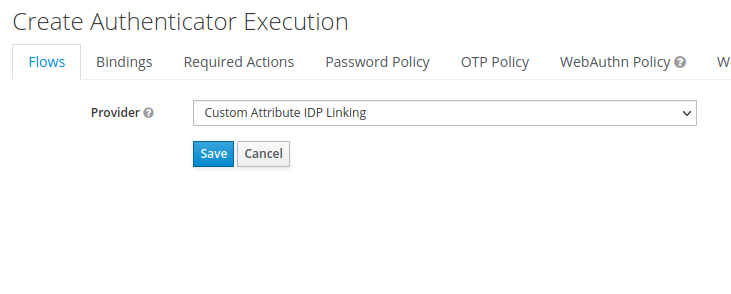 Create Authenticator Execution
Flows Bindings Required Actions Password Policy OTP Policy WebAuthn Policy ?
Provider ? Custom Attribute IDP Linking
Save Cancel